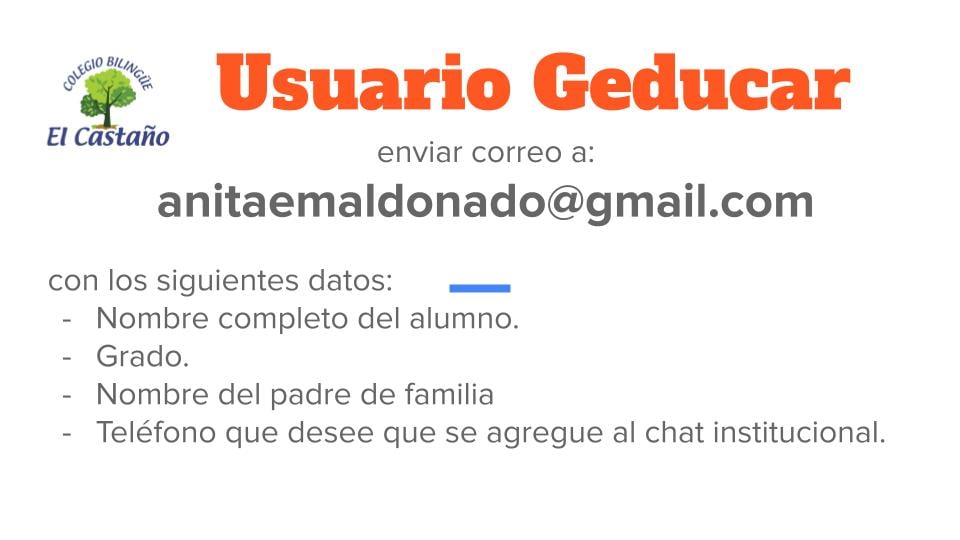 COLEGIO BILINGÜE
El Castaño
Usuario Geducar
enviar correo a:
anitaemaldonado@gmail.com
con los siguientes datos:
- Nombre completo del alumno.
- Grado.
- Nombre del padre de familia
- Teléfono que desee que se agregue al chat institucional.